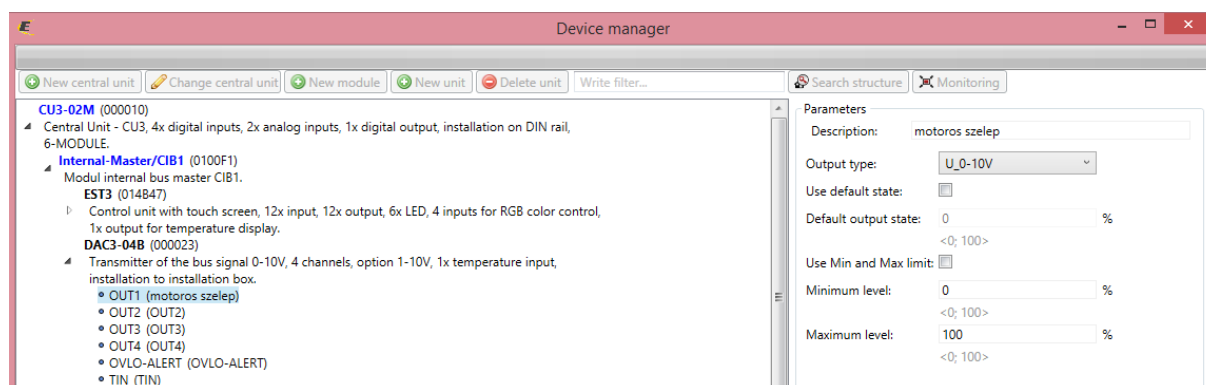 Device manager
New central unit Change central unit New module New unit Delete unit Write filter... Search structure Monitoring
CU3-02M (000010)
Central Unit - CU3, 4x digital inputs, 2x analog inputs, 1x digital output, installation on DIN rail,
6-MODULE.
Internal-Master/CIB1 (0100F1)
Modul internal bus master CIB1.
EST3 (014B47)
Control unit with touch screen, 12x input, 12x output, 6x LED, 4 inputs for RGB color control,
1x output for temperature display.
DAC3-04B (000023)
Transmitter of the bus signal 0-10V, 4 channels, option 1-10V, 1x temperature input,
installation to installation box.
OUT1 (motoros szelep)
OUT2 (OUT2)
OUT3 (OUT3)
OUT4 (OUT4)
OVLO-ALERT (OVLO-ALERT)
TIN (TIN)
Parameters
Description: motoros szelep
Output type: U_0-10V
Use default state:
Default output state: 0 %
<0; 100>
Use Min and Max limit:
Minimum level: 0 %
<0; 100>
Maximum level: 100 %
<0; 100>